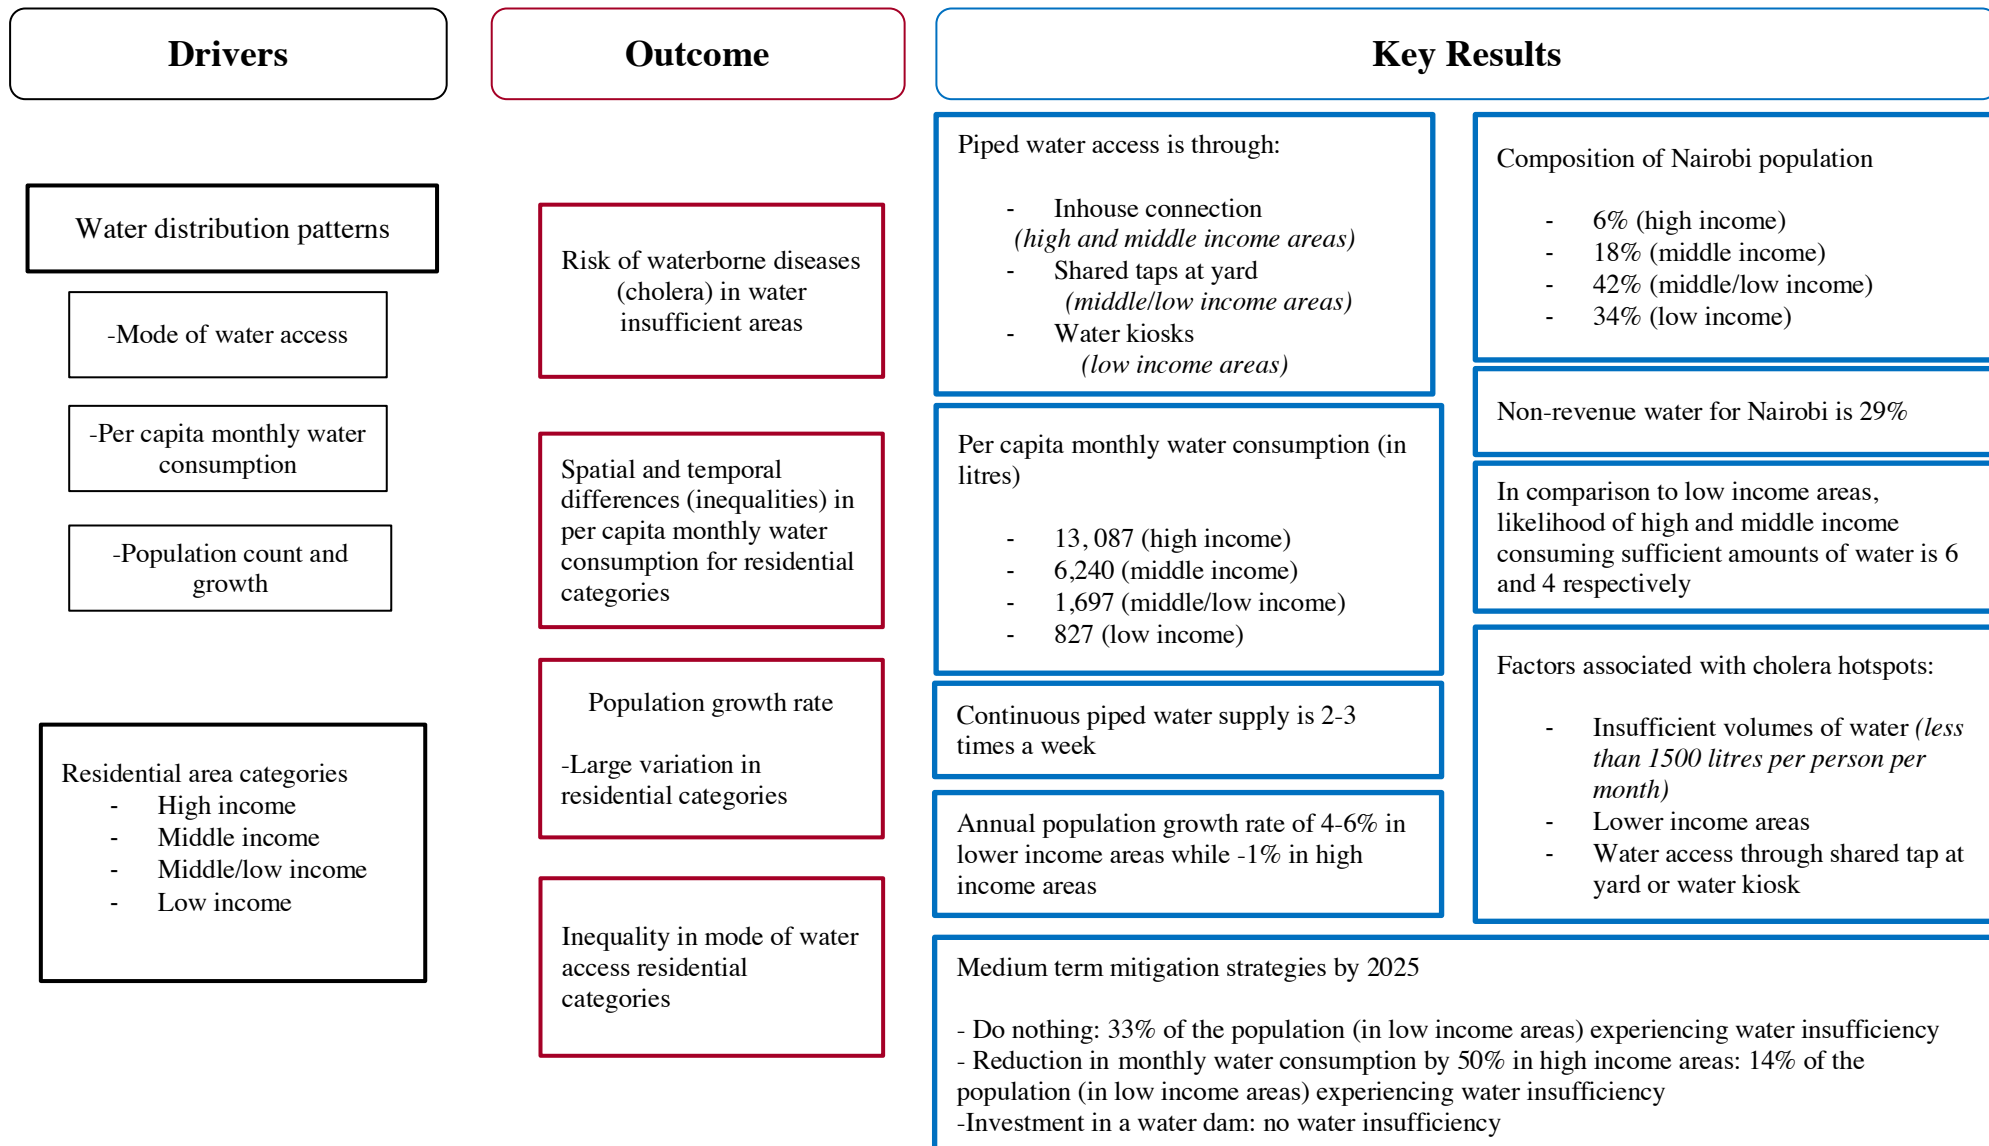 Drivers
Outcome
Key Results
Water distribution patterns
-Mode of water access
-Per capita monthly water
consumption
-Population count and
growth
Residential area categories
- High income
- Middle income
- Middle/low income
- Low income
Risk of waterborne diseases
(cholera) in water
insufficient areas
Spatial and temporal
differences (inequalities) in
per capita monthly water
consumption for residential
categories
Population growth rate
-Large variation in
residential categories
Inequality in mode of water
access residential
categories
Piped water access is through:
- Inhouse connection
(high and middle income areas)
- Shared taps at yard
(middle/low income areas)
- Water kiosks
(low income areas)
Per capita monthly water consumption (in
litres)
- 13, 087 (high income)
- 6,240 (middle income)
- 1,697 (middle/low income)
- 827 (low income)
Continuous piped water supply is 2-3
times a week
Annual population growth rate of 4-6% in
lower income areas while -1% in high
income areas
Composition of Nairobi population
- 6% (high income)
- 18% (middle income)
- 42% (middle/low income)
- 34% (low income)
Non-revenue water for Nairobi is 29%
In comparison to low income areas,
likelihood of high and middle income
consuming sufficient amounts of water is 6
and 4 respectively
Factors associated with cholera hotspots:
- Insufficient volumes of water (less
than 1500 litres per person per
month)
- Lower income areas
- Water access through shared tap at
yard or water kiosk
Medium term mitigation strategies by 2025
- Do nothing: 33% of the population (in low income areas) experiencing water insufficiency
- Reduction in monthly water consumption by 50% in high income areas: 14% of the
population (in low income areas) experiencing water insufficiency
-Investment in a water dam: no water insufficiency